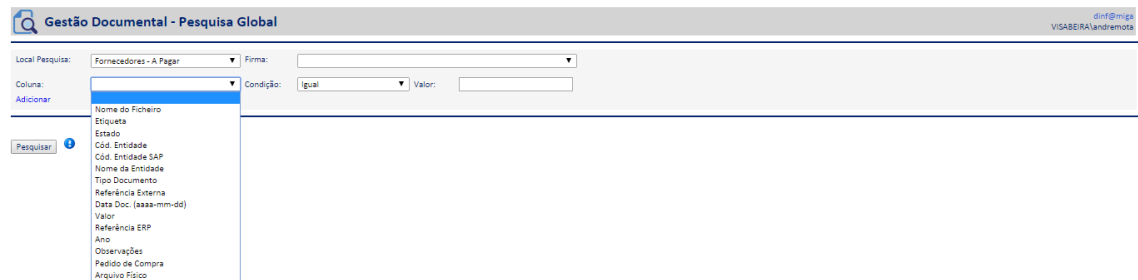 Gestão Documental - Pesquisa Global
dinf@miga
VISABEIRA\andremota
Local Pesquisa: Fornecedores - A Pagar Firma:
Coluna: Condição: Igual Valor:
Adicionar
Nome do Ficheiro
Etiqueta
Estado
Cód. Entidade
Pesquisar
Cód. Entidade SAP
Nome da Entidade
Tipo Documento
Referência Externa
Data Doc. (aaaa-mm-dd)
Valor
Referência ERP
Ano
Observações
Pedido de Compra
Arquivo Físico